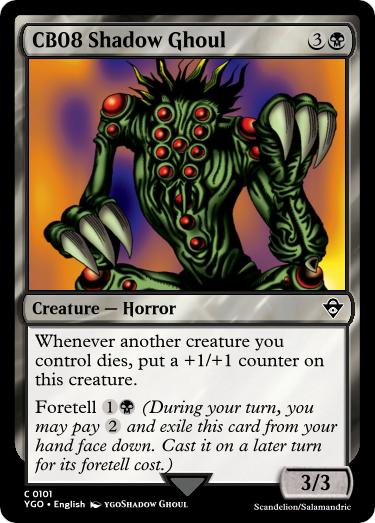 CB08 Shadow Ghoul 3
Creature — Horror
Whenever another creature you
control dies, put a +1/+1 counter on
this creature.
Foretell 1 (During your turn, you
may pay 2 and exile this card from your
hand face down. Cast it on a later turn
for its foretell cost.)
3/3
C 0101
YGO • English ygoShadow Ghoul
Scandelion/Salamandric